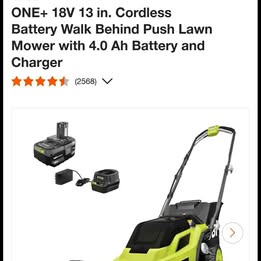 ONE+ 18V 13 in. Cordless
Battery Walk Behind Push Lawn
Mower with 4.0 Ah Battery and
Charger
(2568)